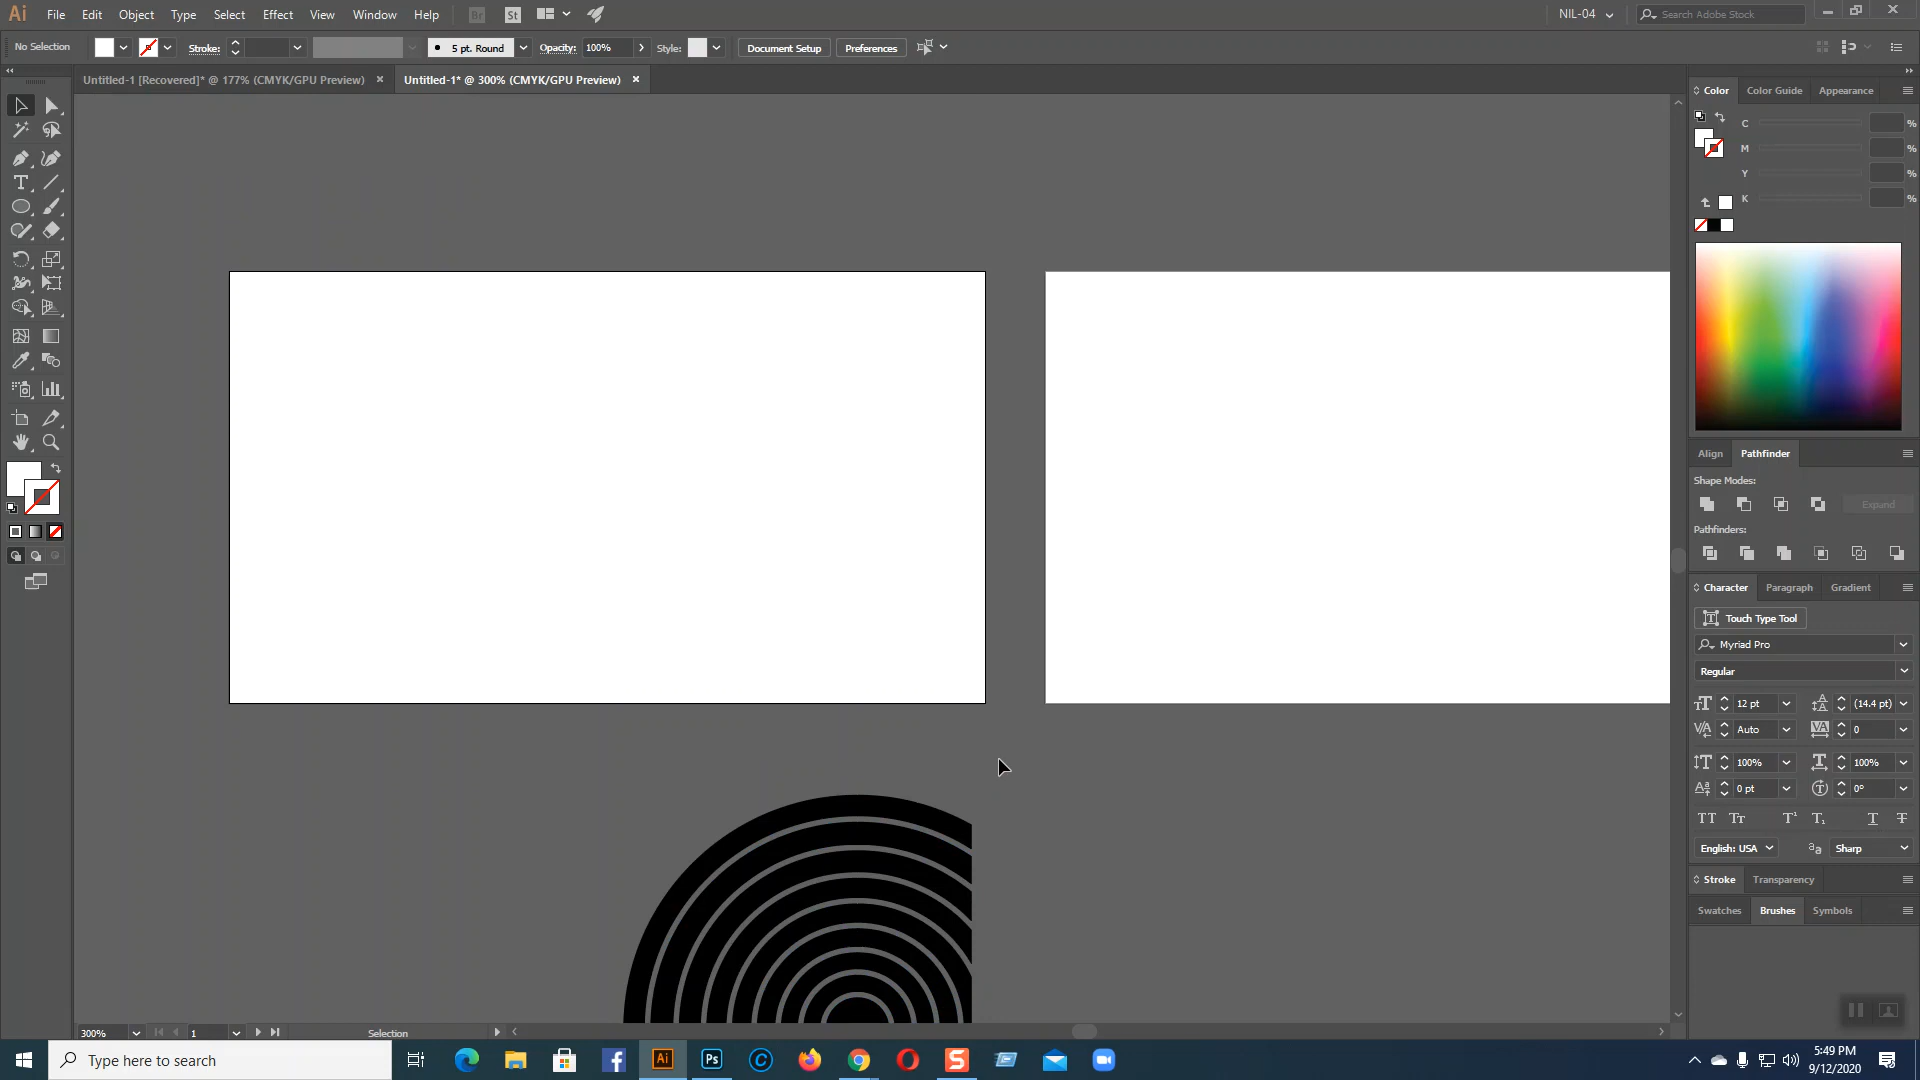 Ai File Edit Object Type Select Effect View Window Help Br St NIL-04 Search Adobe Stock
No Selection Stroke: 5 pt. Round Opacity: 100% Style: Document Setup Preferences
Untitled-1 [Recovered]* @ 177% (CMYK/GPU Preview) Untitled-1* @ 300% (CMYK/GPU Preview)
Color Color Guide Appearance
C %
M %
Y %
K %
Align Pathfinder
Shape Modes:
Expand
Pathfinders:
Character Paragraph Gradient
Touch Type Tool
Myriad Pro
Regular
12 pt (14.4 pt)
Auto 0
100% 100%
0 pt 0°
English: USA Sharp
Stroke Transparency
Swatches Brushes Symbols
300% 1 Selection
Type here to search
Ai Ps
5:49 PM
9/12/2020